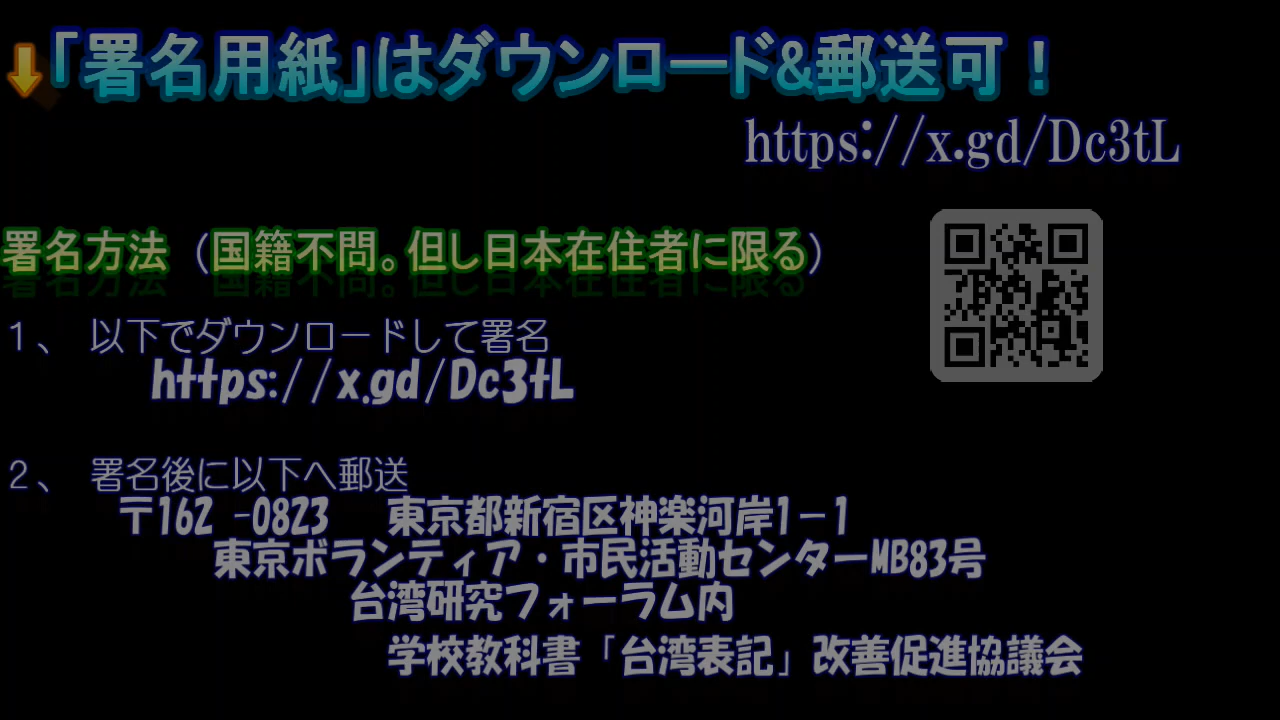 ⬇「署名用紙」はダウンロード&郵送可！
https://x.gd/Dc3tL
署名方法（国籍不問。但し日本在住者に限る）
１、 以下でダウンロードして署名
https://x.gd/Dc3tL
２、 署名後に以下へ郵送
〒162-0823 東京都新宿区神楽河岸1－1
東京ボランティア・市民活動センターMB83号
台湾研究フォーラム内
学校教科書「台湾表記」改善促進協議会